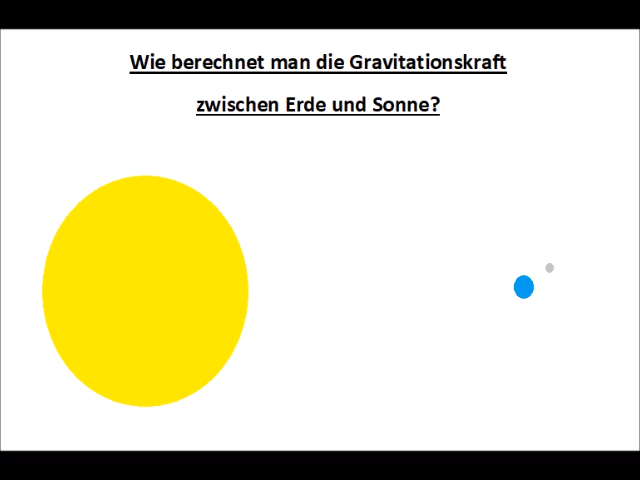 Wie berechnet man die Gravitationskraft
zwischen Erde und Sonne?